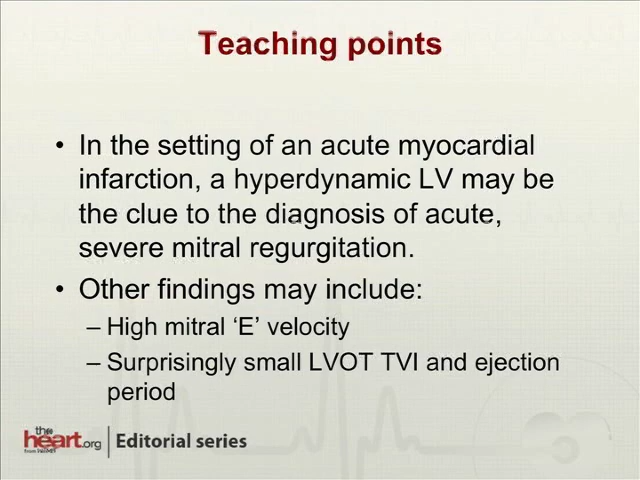 Teaching points
• In the setting of an acute myocardial
infarction, a hyperdynamic LV may be
the clue to the diagnosis of acute,
severe mitral regurgitation.
• Other findings may include:
– High mitral ‘E’ velocity
– Surprisingly small LVOT TVI and ejection
period
the
heart.org
Editorial series